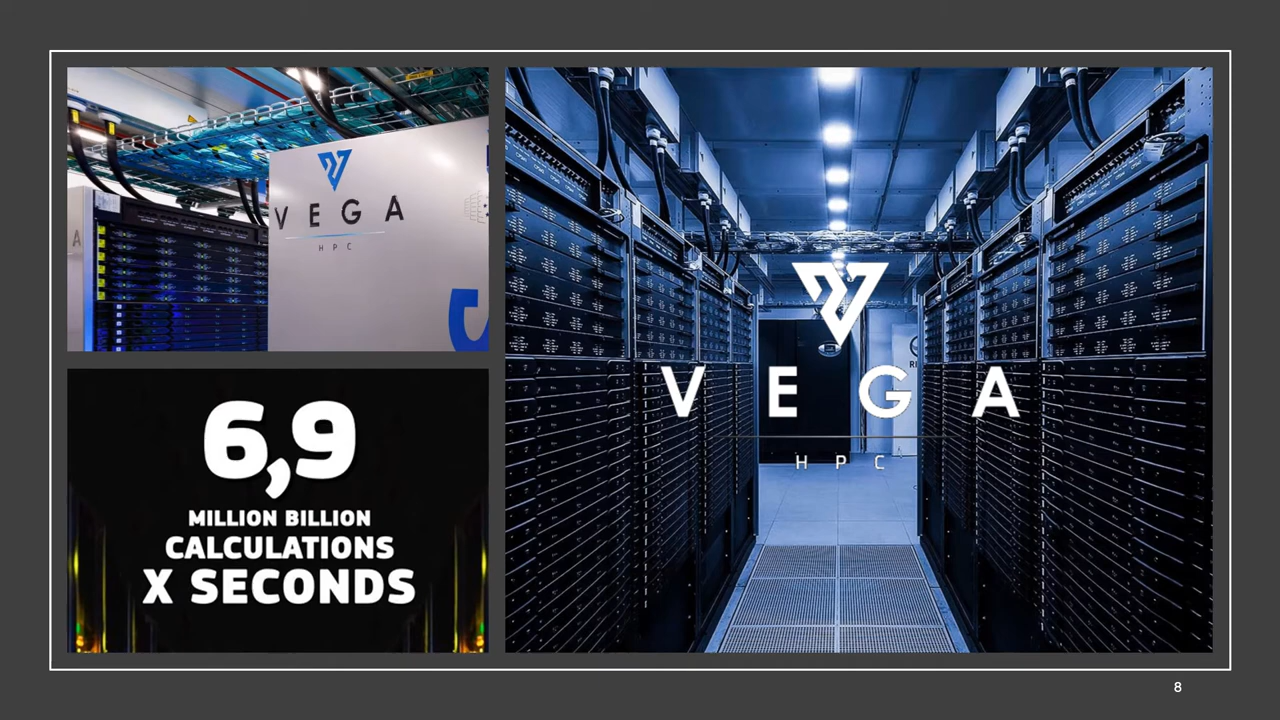 VEGA
HPC
6,9
MILLION BILLION
CALCULATIONS
X SECONDS
VEGA
HPC
8